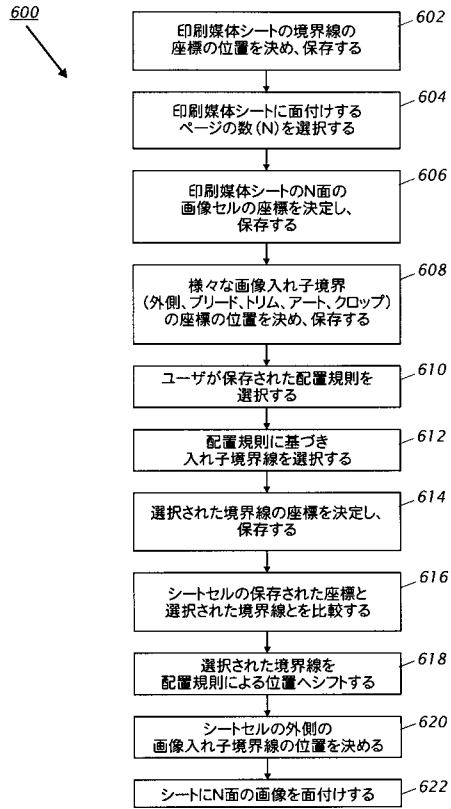 600
印刷媒体シートの境界線の
座標の位置を決め、保存する
602
印刷媒体シートに面付けする
ページの数(N)を選択する
604
印刷媒体シートのN面の
画像セルの座標を決定し、
保存する
606
様々な画像入れ子境界
(外側、ブリード、トリム、アート、クロップ)
の座標の位置を決め、保存する
608
ユーザが保存された配置規則を
選択する
610
配置規則に基づき
入れ子境界線を選択する
612
選択された境界線の座標を決定し、
保存する
614
シートセルの保存された座標と
選択された境界線とを比較する
616
選択された境界線を
配置規則による位置へシフトする
618
シートセルの外側の
画像入れ子境界線の位置を決める
620
シートにN面の画像を面付けする
622